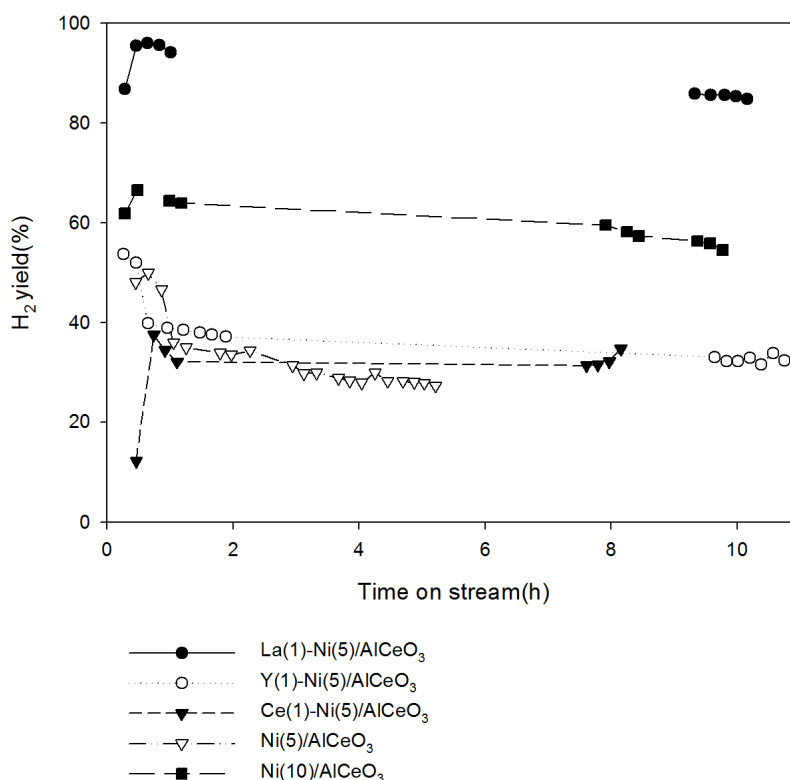 100
80
60
40
20
0
H₂ yield(%)
0 2 4 6 8 10
Time on stream(h)
La(1)-Ni(5)/AlCeO₃
Y(1)-Ni(5)/AlCeO₃
Ce(1)-Ni(5)/AlCeO₃
Ni(5)/AlCeO₃
Ni(10)/AlCeO₃